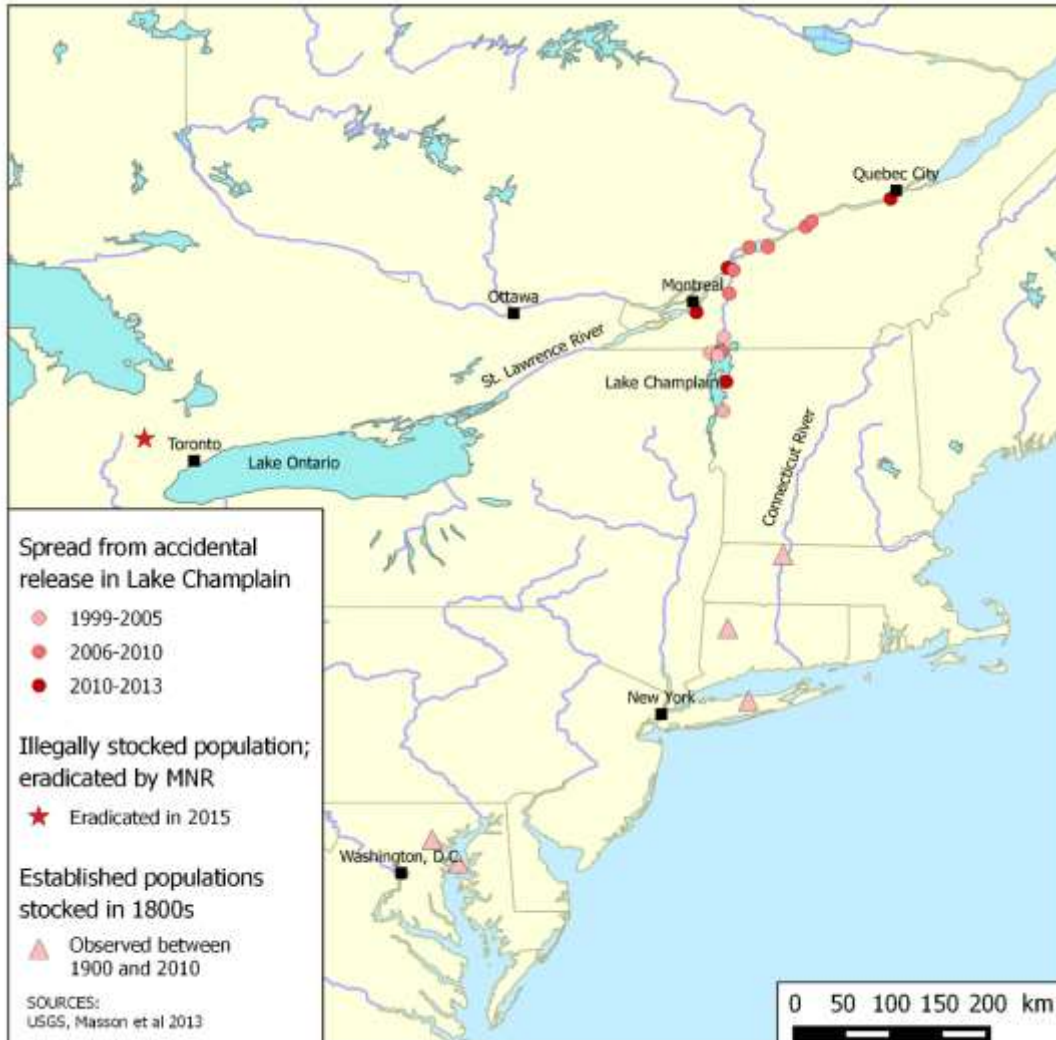 Quebec City
Montreal
Ottawa
St. Lawrence River
Lake Champlain
Toronto
Lake Ontario
Connecticut River
New York
Washington, D.C.
Spread from accidental
release in Lake Champlain
1999-2005
2006-2010
2010-2013
Illegally stocked population;
eradicated by MNR
Eradicated in 2015
Established populations
stocked in 1800s
Observed between
1900 and 2010
SOURCES:
USGS, Masson et al 2013
0 50 100 150 200 km